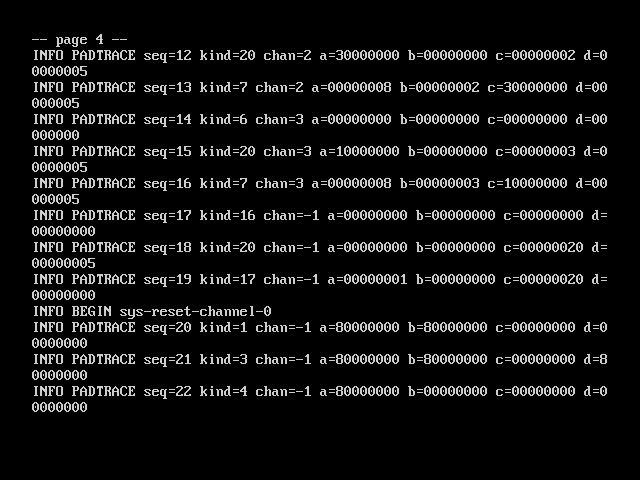 -- page 4 --
INFO PADTRACE seq=12 kind=20 chan=2 a=30000000 b=00000000 c=00000002 d=0
0000005
INFO PADTRACE seq=13 kind=7 chan=2 a=00000008 b=00000002 c=30000000 d=00
000005
INFO PADTRACE seq=14 kind=6 chan=3 a=00000000 b=00000000 c=00000000 d=00
000000
INFO PADTRACE seq=15 kind=20 chan=3 a=10000000 b=00000000 c=00000003 d=0
0000005
INFO PADTRACE seq=16 kind=7 chan=3 a=00000008 b=00000003 c=10000000 d=00
000005
INFO PADTRACE seq=17 kind=16 chan=-1 a=00000000 b=00000000 c=00000000 d=
00000000
INFO PADTRACE seq=18 kind=20 chan=-1 a=00000000 b=00000000 c=00000020 d=
00000005
INFO PADTRACE seq=19 kind=17 chan=-1 a=00000001 b=00000000 c=00000020 d=
00000000
INFO BEGIN sys-reset-channel-0
INFO PADTRACE seq=20 kind=1 chan=-1 a=80000000 b=80000000 c=00000000 d=0
0000000
INFO PADTRACE seq=21 kind=3 chan=-1 a=80000000 b=80000000 c=00000000 d=8
0000000
INFO PADTRACE seq=22 kind=4 chan=-1 a=80000000 b=00000000 c=00000000 d=0
0000000